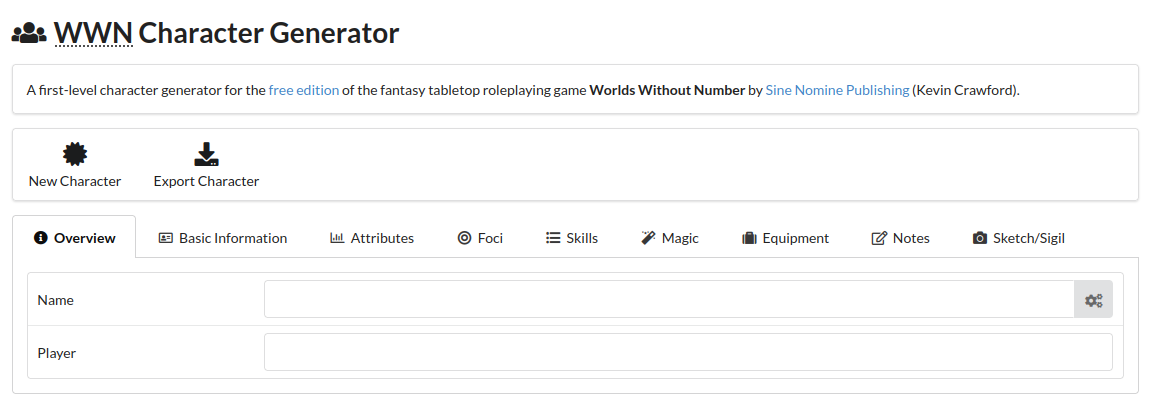 WWN Character Generator
A first-level character generator for the free edition of the fantasy tabletop roleplaying game Worlds Without Number by Sine Nomine Publishing (Kevin Crawford).
New Character Export Character
Overview Basic Information Attributes Foci Skills Magic Equipment Notes Sketch/Sigil
Name
Player